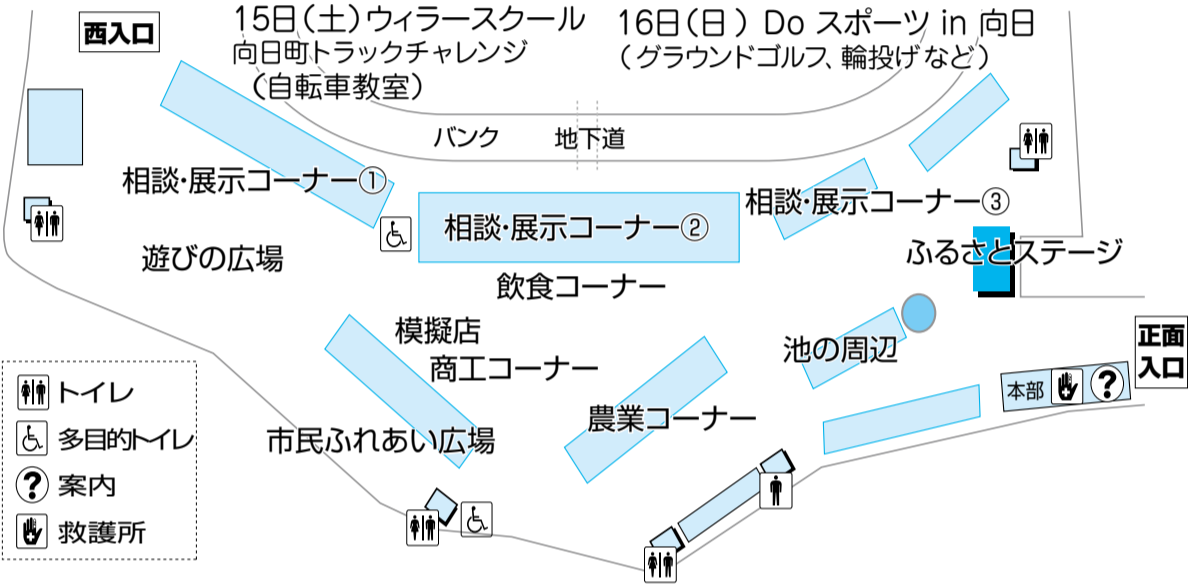 西入口
15日(土)ウィラースクール
向日町トラックチャレンジ
(自転車教室)
16日(日) Do スポーツ in 向日
(グラウンドゴルフ、輪投げなど)
バンク
地下道
相談・展示コーナー①
相談・展示コーナー②
相談・展示コーナー③
遊びの広場
ふるさとステージ
飲食コーナー
模擬店
商工コーナー
池の周辺
正面
入口
本部
?
農業コーナー
市民ふれあい広場
トイレ
多目的トイレ
? 案内
救護所